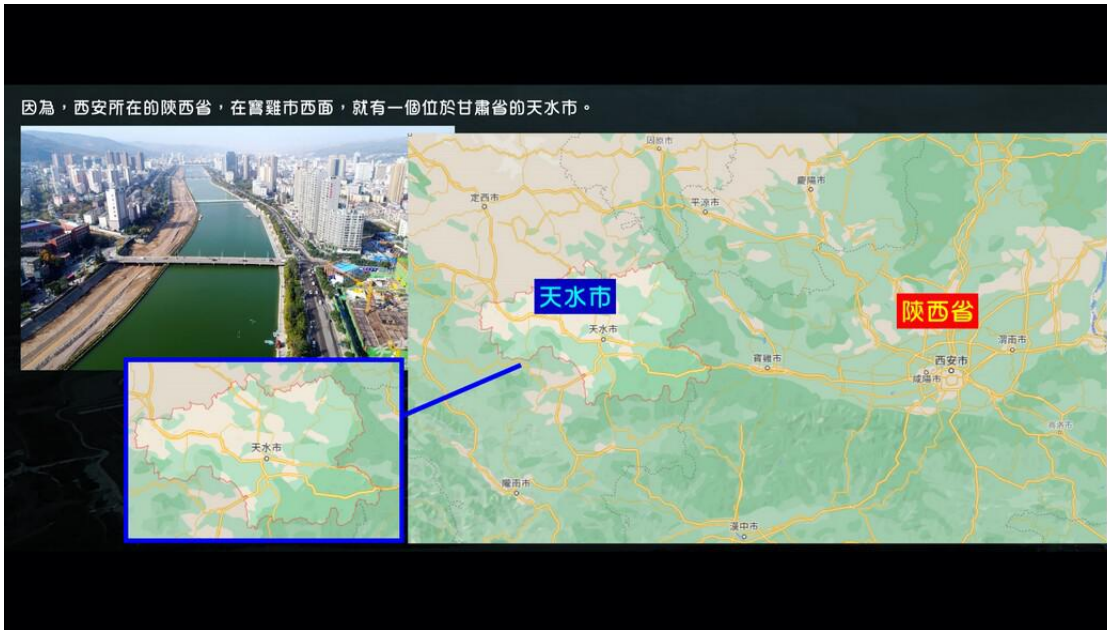 因為，西安所在的陝西省，在寶雞市西面，就有一個位於甘肅省的天水市。
固原市
慶陽市
定西市
平涼市
天水市
陝西省
天水市
渭南市
寶雞市
西安市
咸陽市
商洛市
天水市
隴南市
漢中市